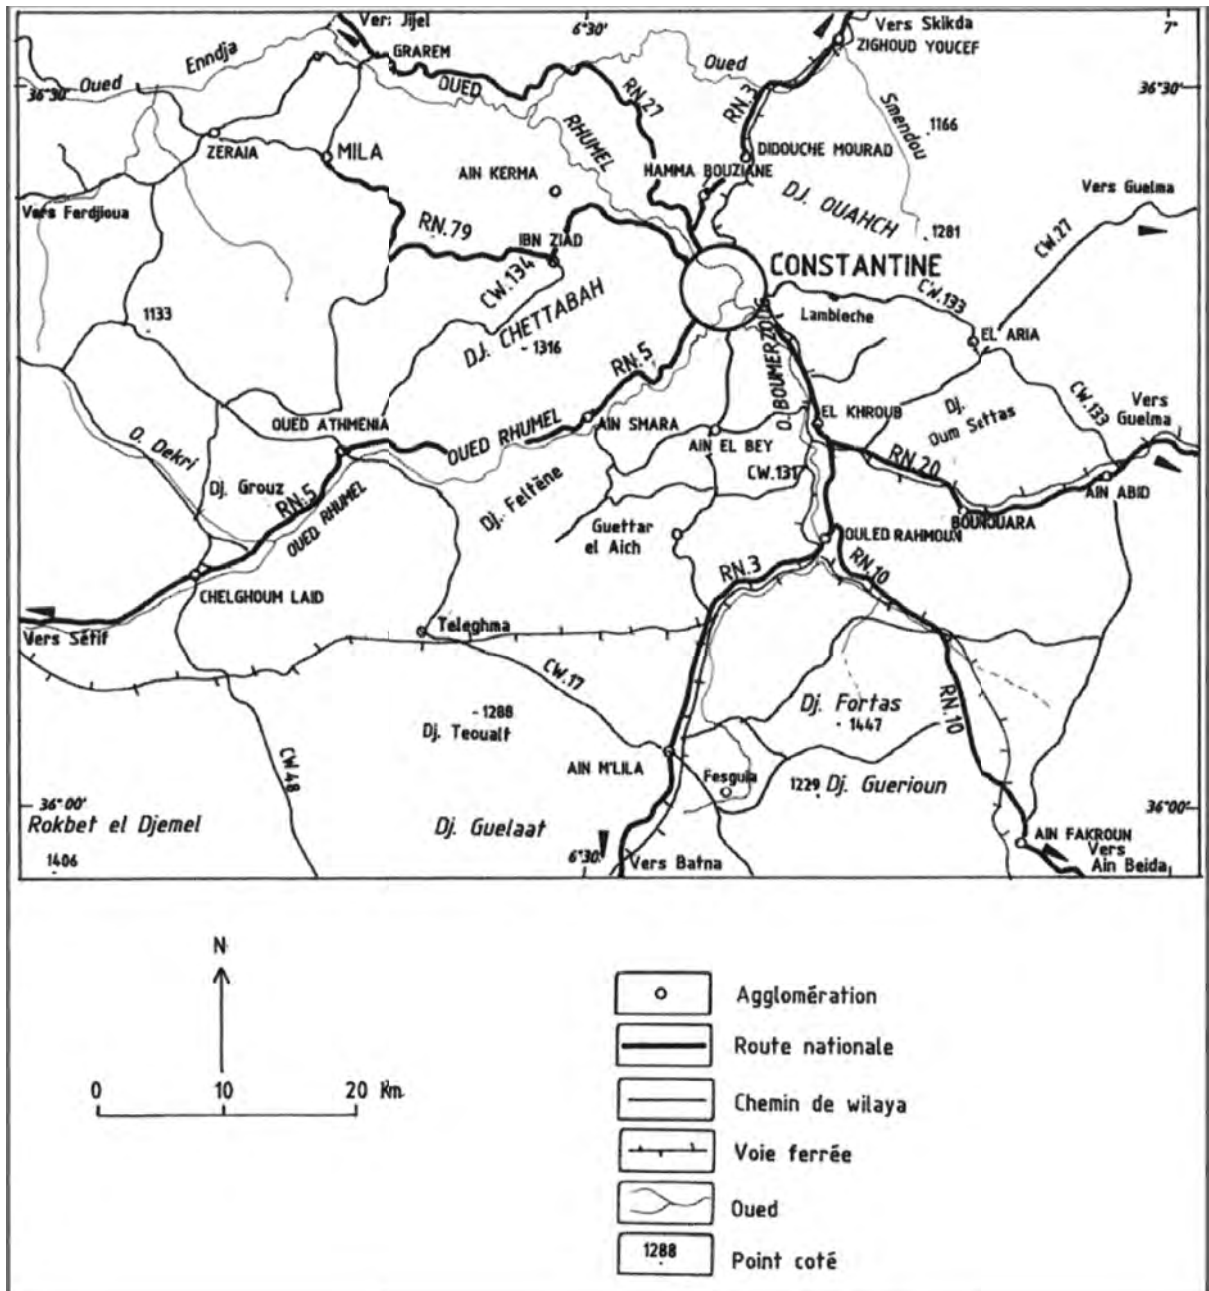 Ver: Jijel
6°30'
Vers Skikda
7°
GRAREM
ZIGHOUD YOUCEF
Enndja
Oued
36°30'
Oued
OUED
RN.27
RN.3
36°30'
Smendou
1166
RHUMEL
ZERAIA
MILA
DIDOUCHE MOURAD
AIN KERMA
HAMMA BOUZIANE
DJ. OUAHCH
Vers Guelma
Vers Ferdjioua
RN.79
IBN ZIAD
1281
CW.27
CW.134
CONSTANTINE
CW.133
DJ. CHETTABAH
Lambleche
1133
1316
EL ARIA
RN.5
O. BOUMERZOUG
CW.133
Vers
Guelma
OUED ATHMENIA
OUED RHUMEL
AIN SMARA
AIN EL BEY
EL KHROUB
Dj.
Oum Settas
O. Dekri
RN.20
CW.131
Dj. Grouz
RN.5
OUED RHUMEL
Dj. Feltène
AIN ABID
Guettar
el Aich
BOUNOUARA
OULED RAHMOUN
RN.3
RN.10
CHELGHOUM LAID
Teleghma
Vers Sétif
CW.17
RN.10
Dj. Fortas
1447
1288
Dj. Teoualt
CW.48
AIN M'LILA
Fesguia
1229
Dj. Guerioun
36°00'
36°00'
Rokbet el Djemel
Dj. Guelaat
AIN FAKROUN
1406
6°30'
Vers Batna
Vers
Ain Beida
N
0 10 20 Km
Agglomération
Route nationale
Chemin de wilaya
Voie ferrée
Oued
1288
Point coté